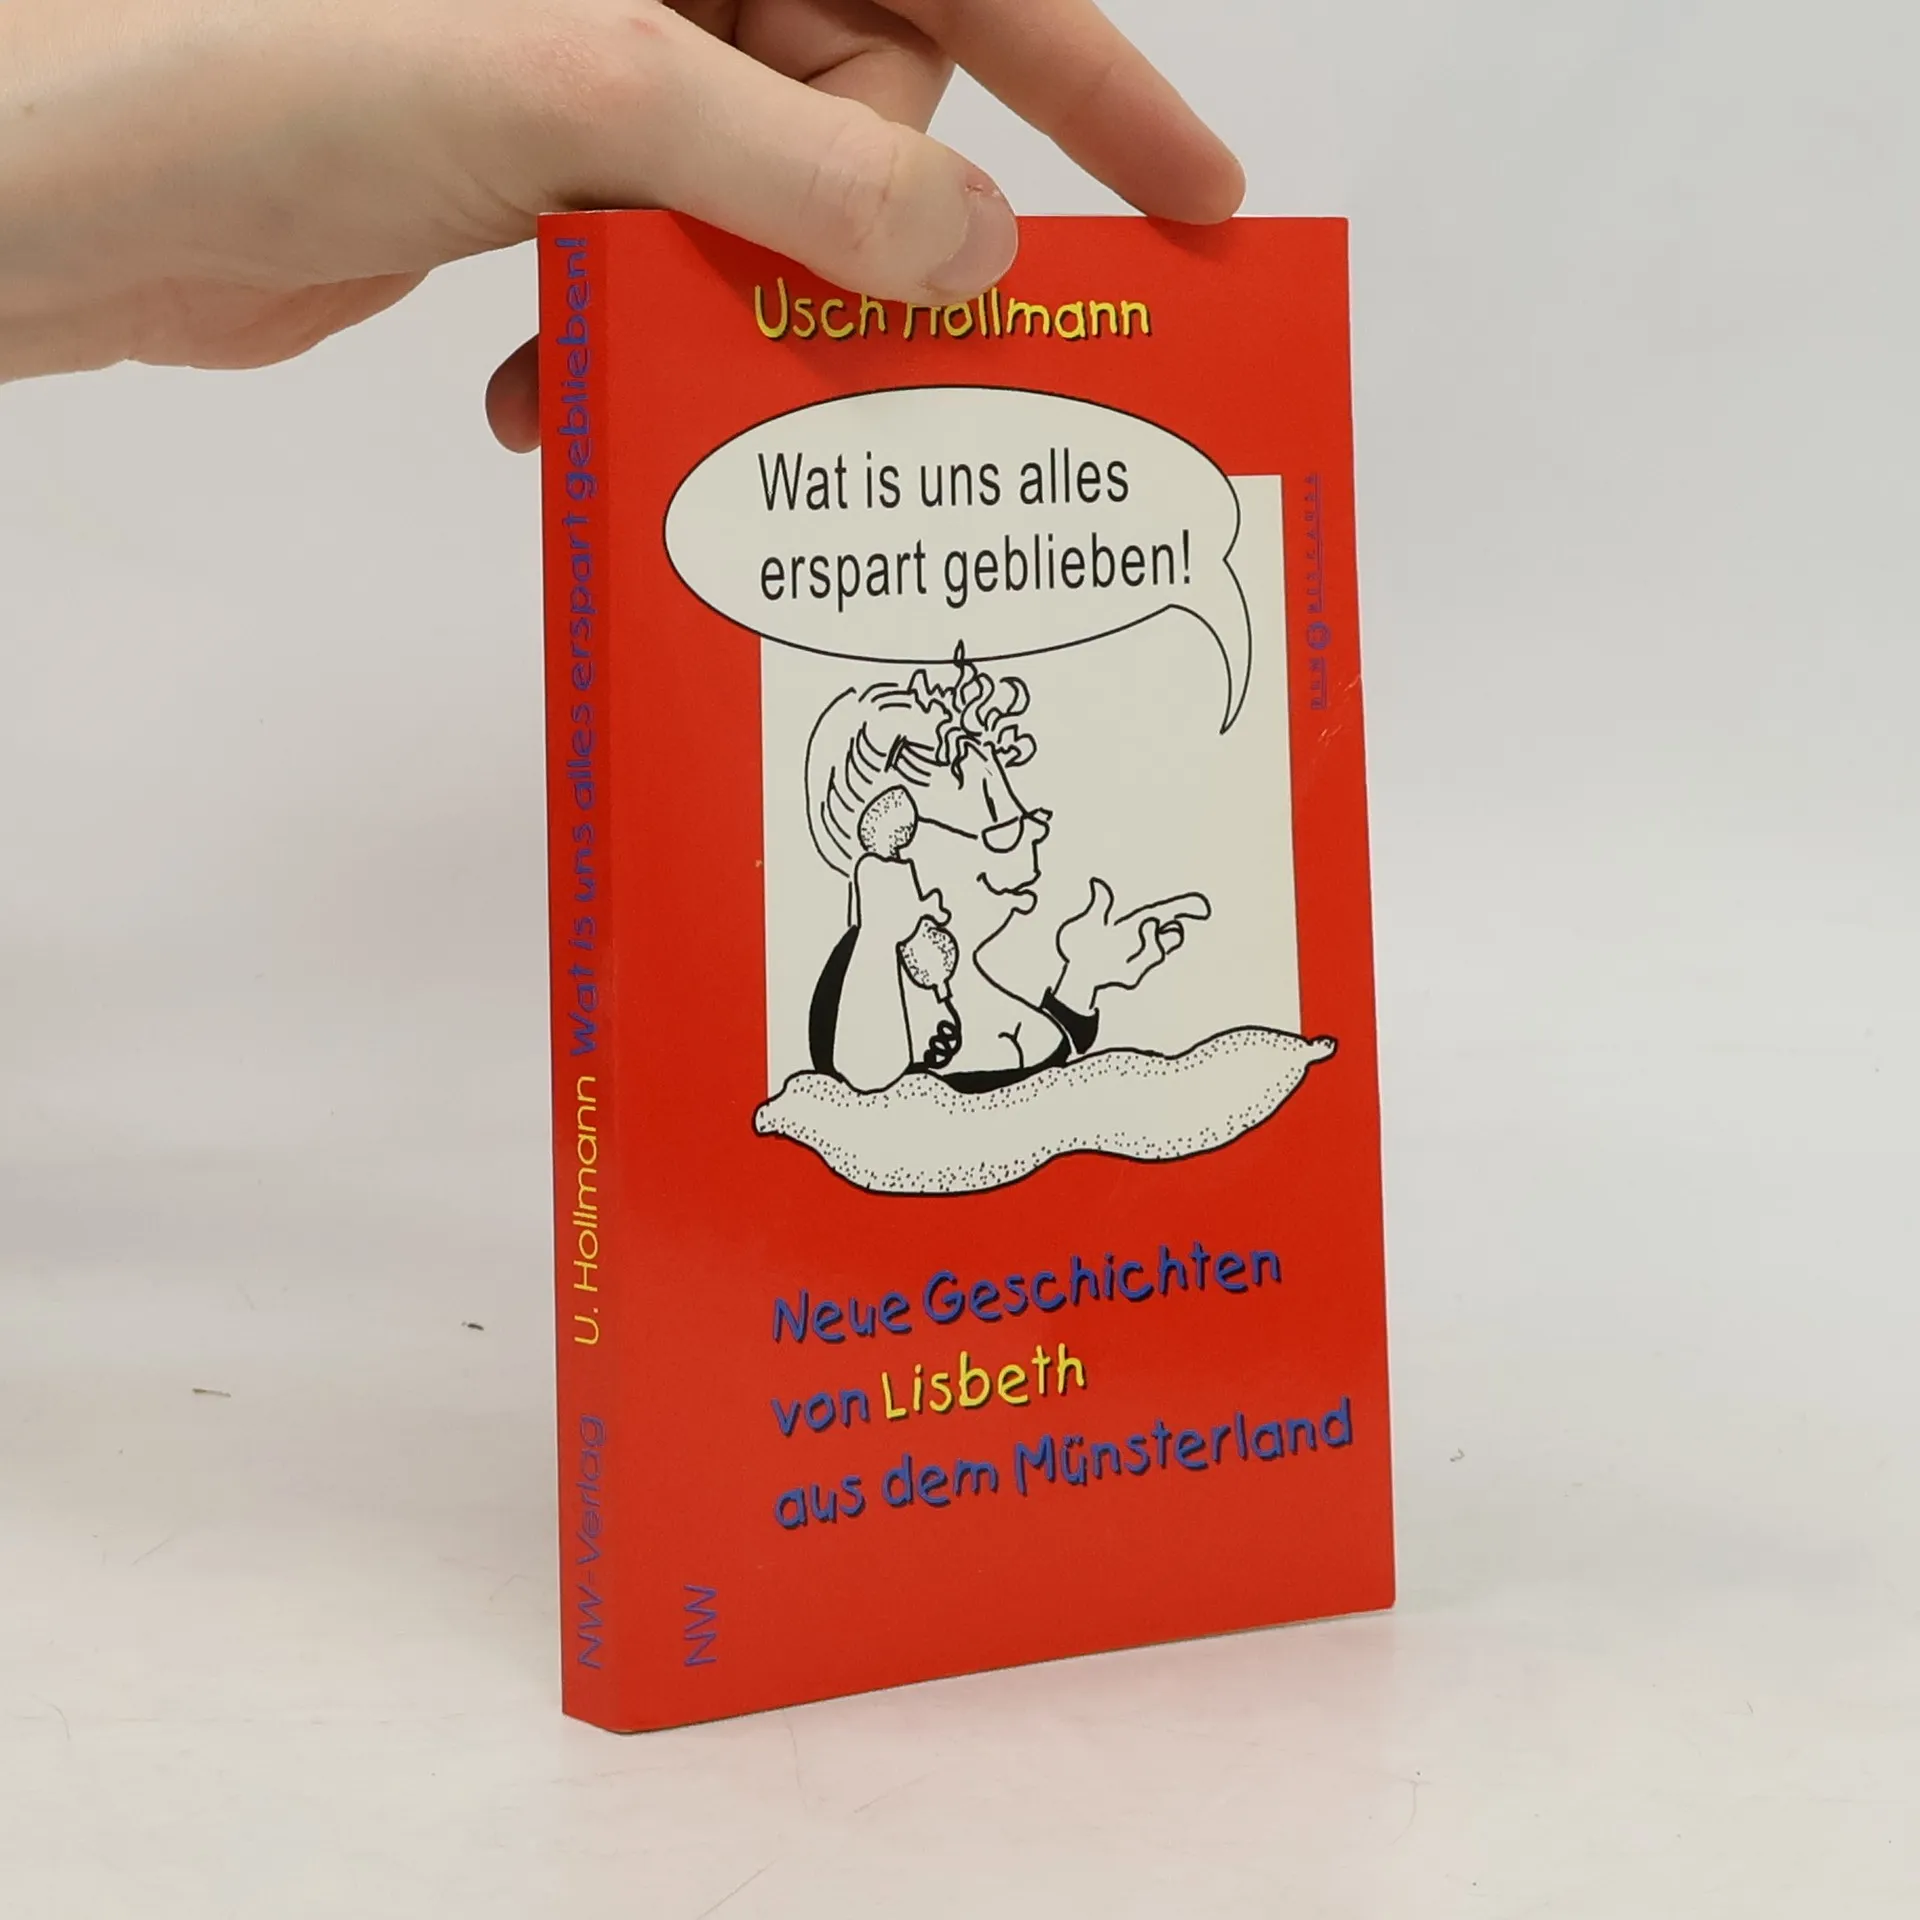 Usch Hollmann
Wat is uns alles
erspart geblieben!
Neue Geschichten
von Lisbeth
aus dem Münsterland
NW
NW-Verlag U. Hollmann Wat is uns alles erspart geblieben!